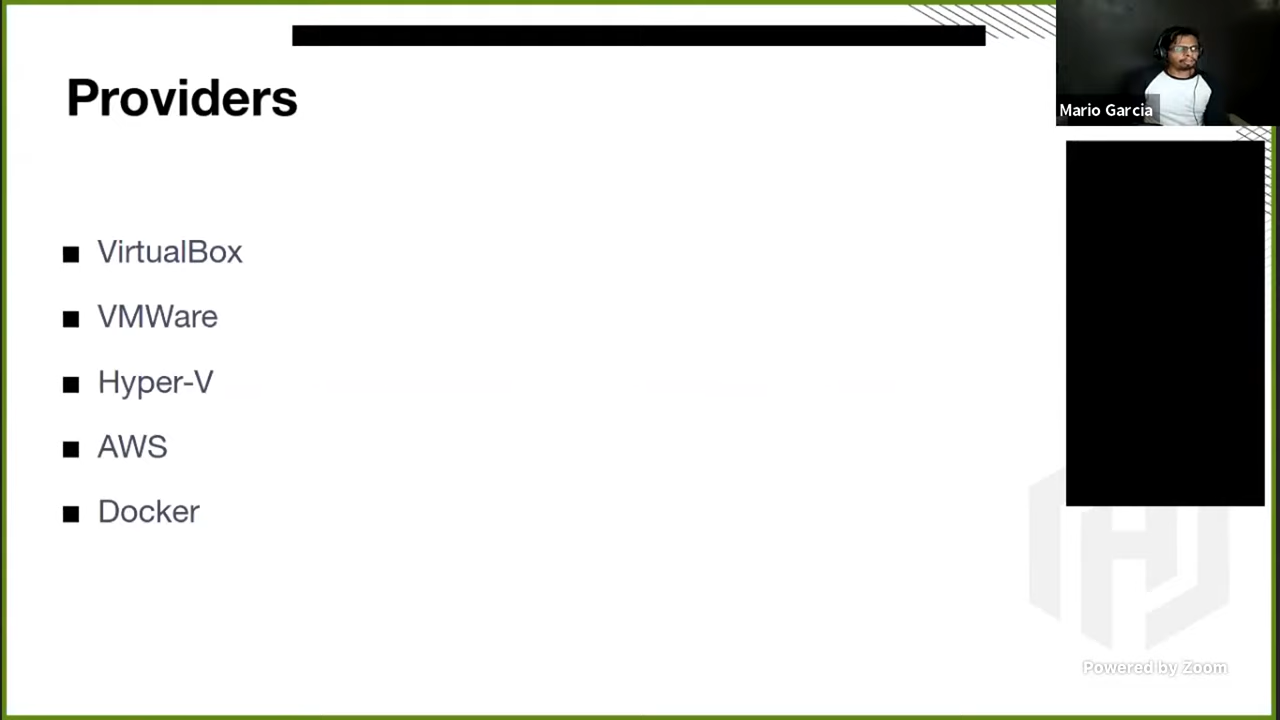 Providers
Mario Garcia
VirtualBox
VMWare
Hyper-V
AWS
Docker
Powered by Zoom